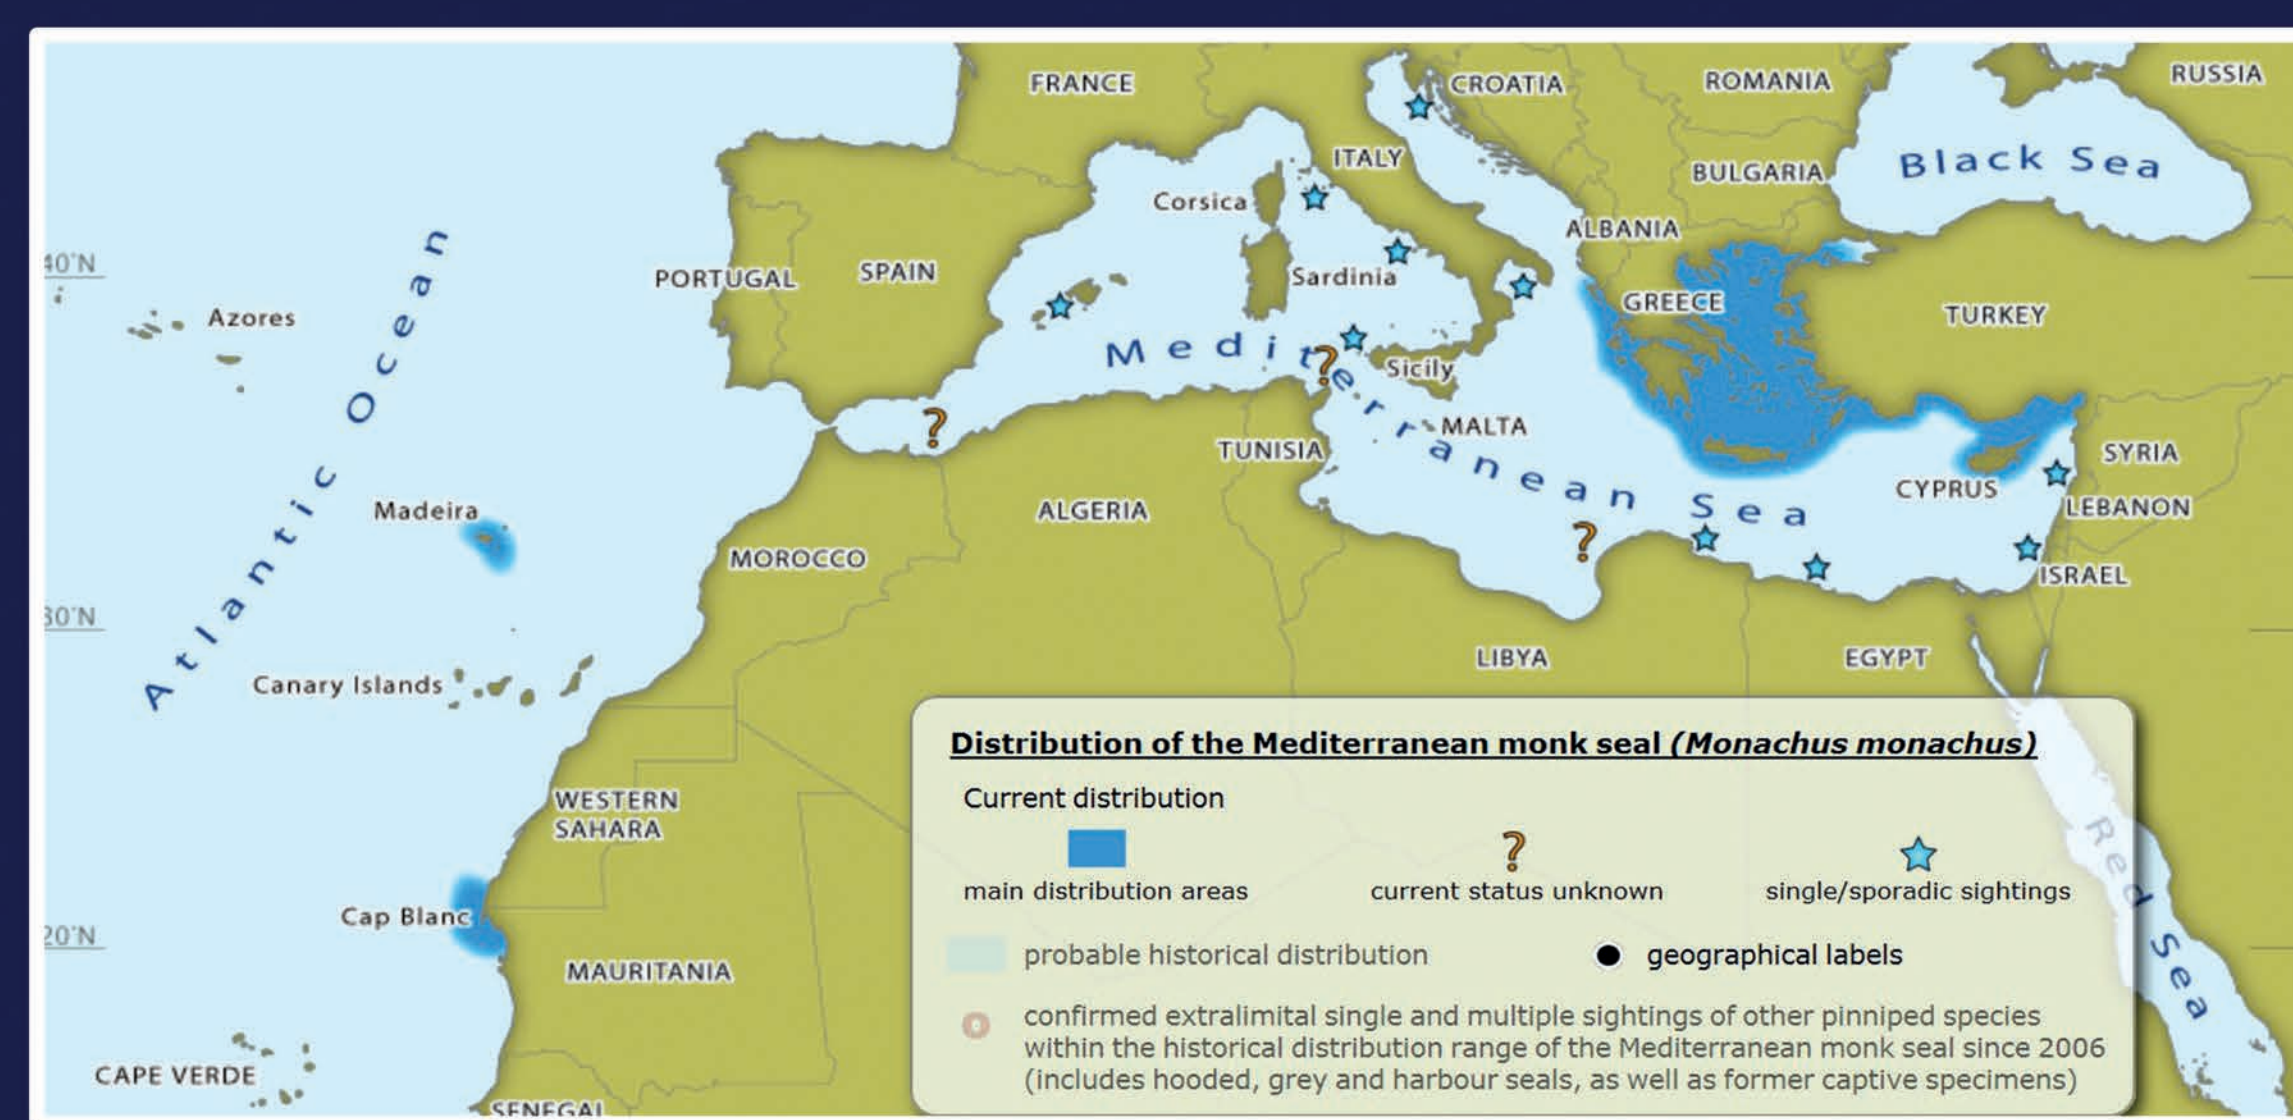 FRANCE
CROATIA
ROMANIA
RUSSIA
ITALY
Black Sea
BULGARIA
Corsica
ALBANIA
Atlantic Ocean
40°N
PORTUGAL
SPAIN
Sardinia
GREECE
TURKEY
Azores
Mediterranean Sea
?
Sicily
?
MALTA
TUNISIA
SYRIA
CYPRUS
Madeira
ALGERIA
LEBANON
?
MOROCCO
ISRAEL
30°N
LIBYA
EGYPT
Canary Islands
Distribution of the Mediterranean monk seal (Monachus monachus)
Current distribution
WESTERN
SAHARA
?
main distribution areas
current status unknown
single/sporadic sightings
Red Sea
Cap Blanc
20°N
MAURITANIA
probable historical distribution
geographical labels
confirmed extralimital single and multiple sightings of other pinniped species
within the historical distribution range of the Mediterranean monk seal since 2006
(includes hooded, grey and harbour seals, as well as former captive specimens)
CAPE VERDE
SENEGAL